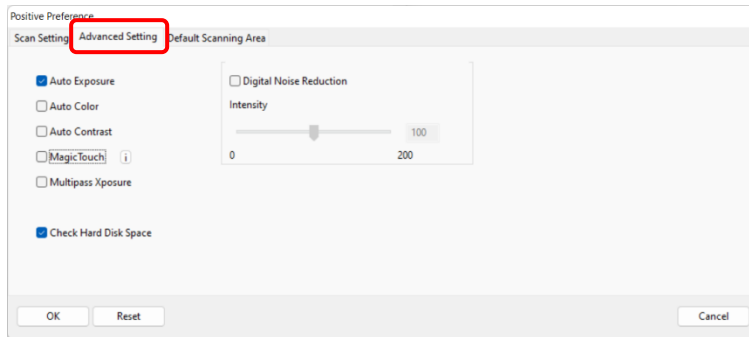 Positive Preference
Scan Setting Advanced Setting Default Scanning Area
Auto Exposure
Auto Color
Auto Contrast
MagicTouch i
Multipass Xposure
Check Hard Disk Space
Digital Noise Reduction
Intensity
100
0 200
OK Reset Cancel